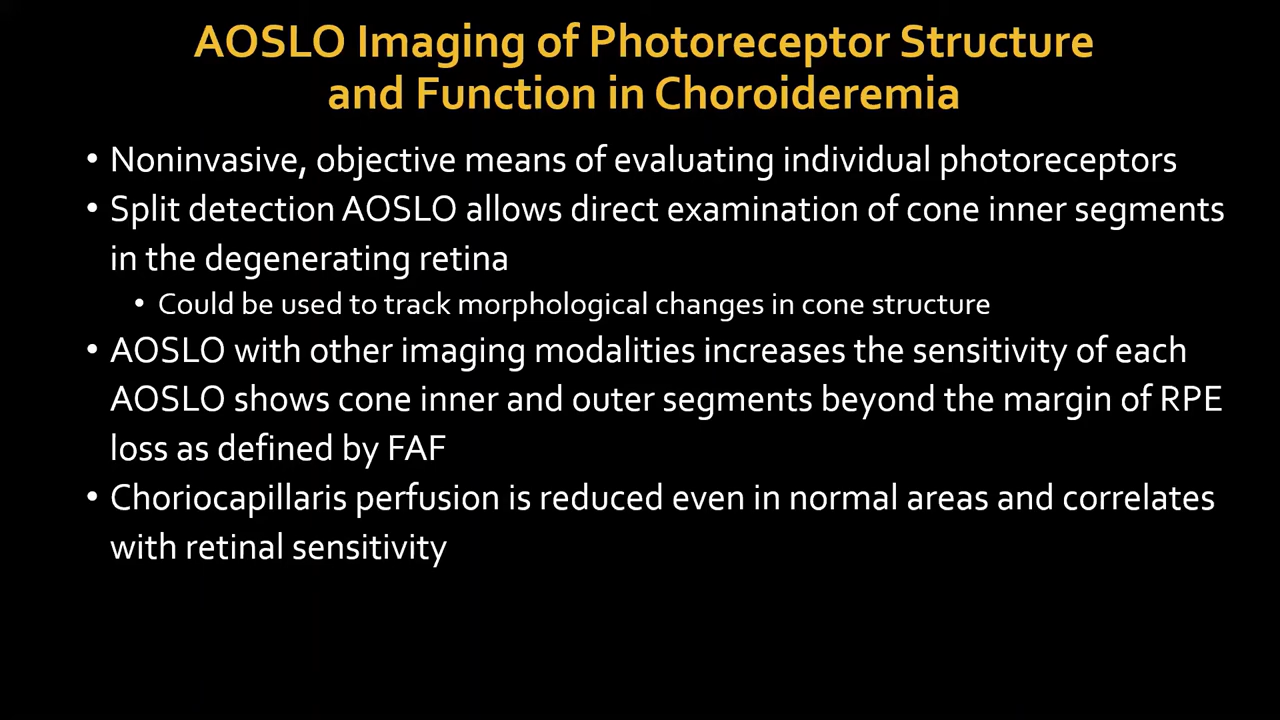 AOSLO Imaging of Photoreceptor Structure
and Function in Choroideremia
• Noninvasive, objective means of evaluating individual photoreceptors
• Split detection AOSLO allows direct examination of cone inner segments
in the degenerating retina
• Could be used to track morphological changes in cone structure
• AOSLO with other imaging modalities increases the sensitivity of each
AOSLO shows cone inner and outer segments beyond the margin of RPE
loss as defined by FAF
• Choriocapillaris perfusion is reduced even in normal areas and correlates
with retinal sensitivity